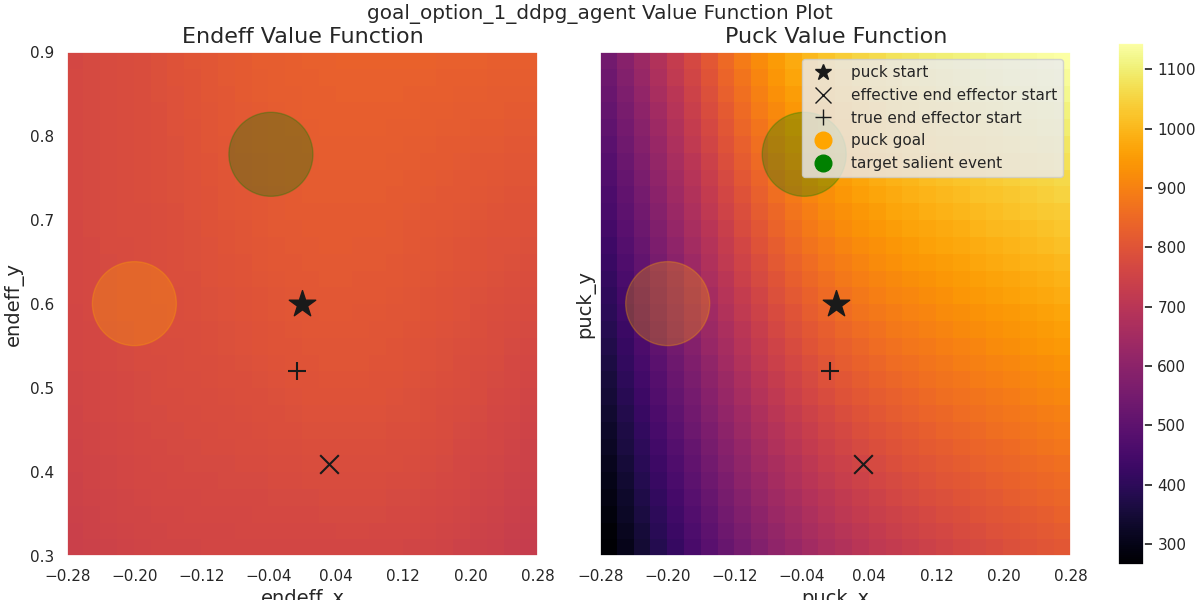 goal_option_1_ddpg_agent Value Function Plot
Endeff Value Function
Puck Value Function
0.9
0.8
0.7
0.6
0.5
0.4
0.3
endeff_y
−0.28 −0.20 −0.12 −0.04 0.04 0.12 0.20 0.28
endeff_x
puck_y
puck start
effective end effector start
true end effector start
puck goal
target salient event
−0.28 −0.20 −0.12 −0.04 0.04 0.12 0.20 0.28
puck_x
1100
1000
900
800
700
600
500
400
300